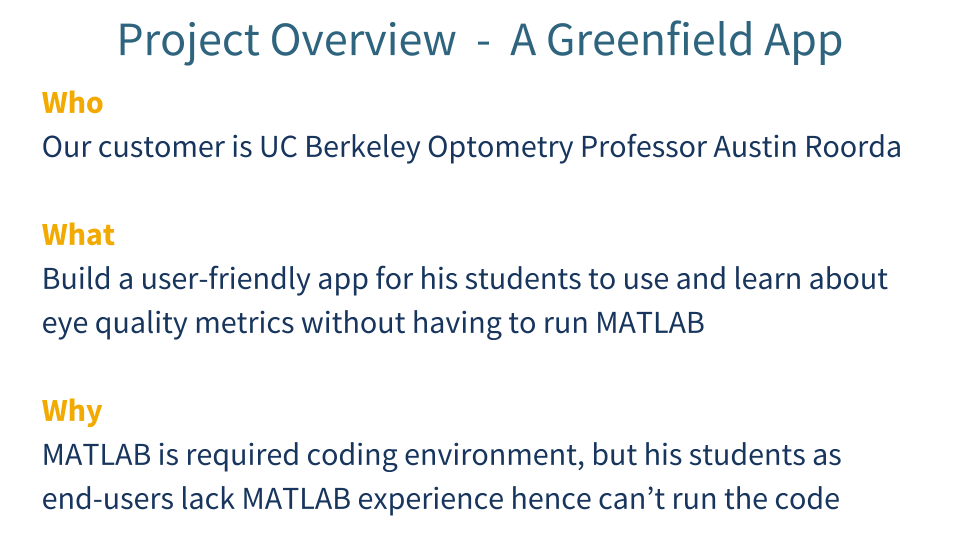 Project Overview  -  A Greenfield App
Who
Our customer is UC Berkeley Optometry Professor Austin Roorda
What
Build a user-friendly app for his students to use and learn about
eye quality metrics without having to run MATLAB
Why
MATLAB is required coding environment, but his students as
end-users lack MATLAB experience hence can’t run the code